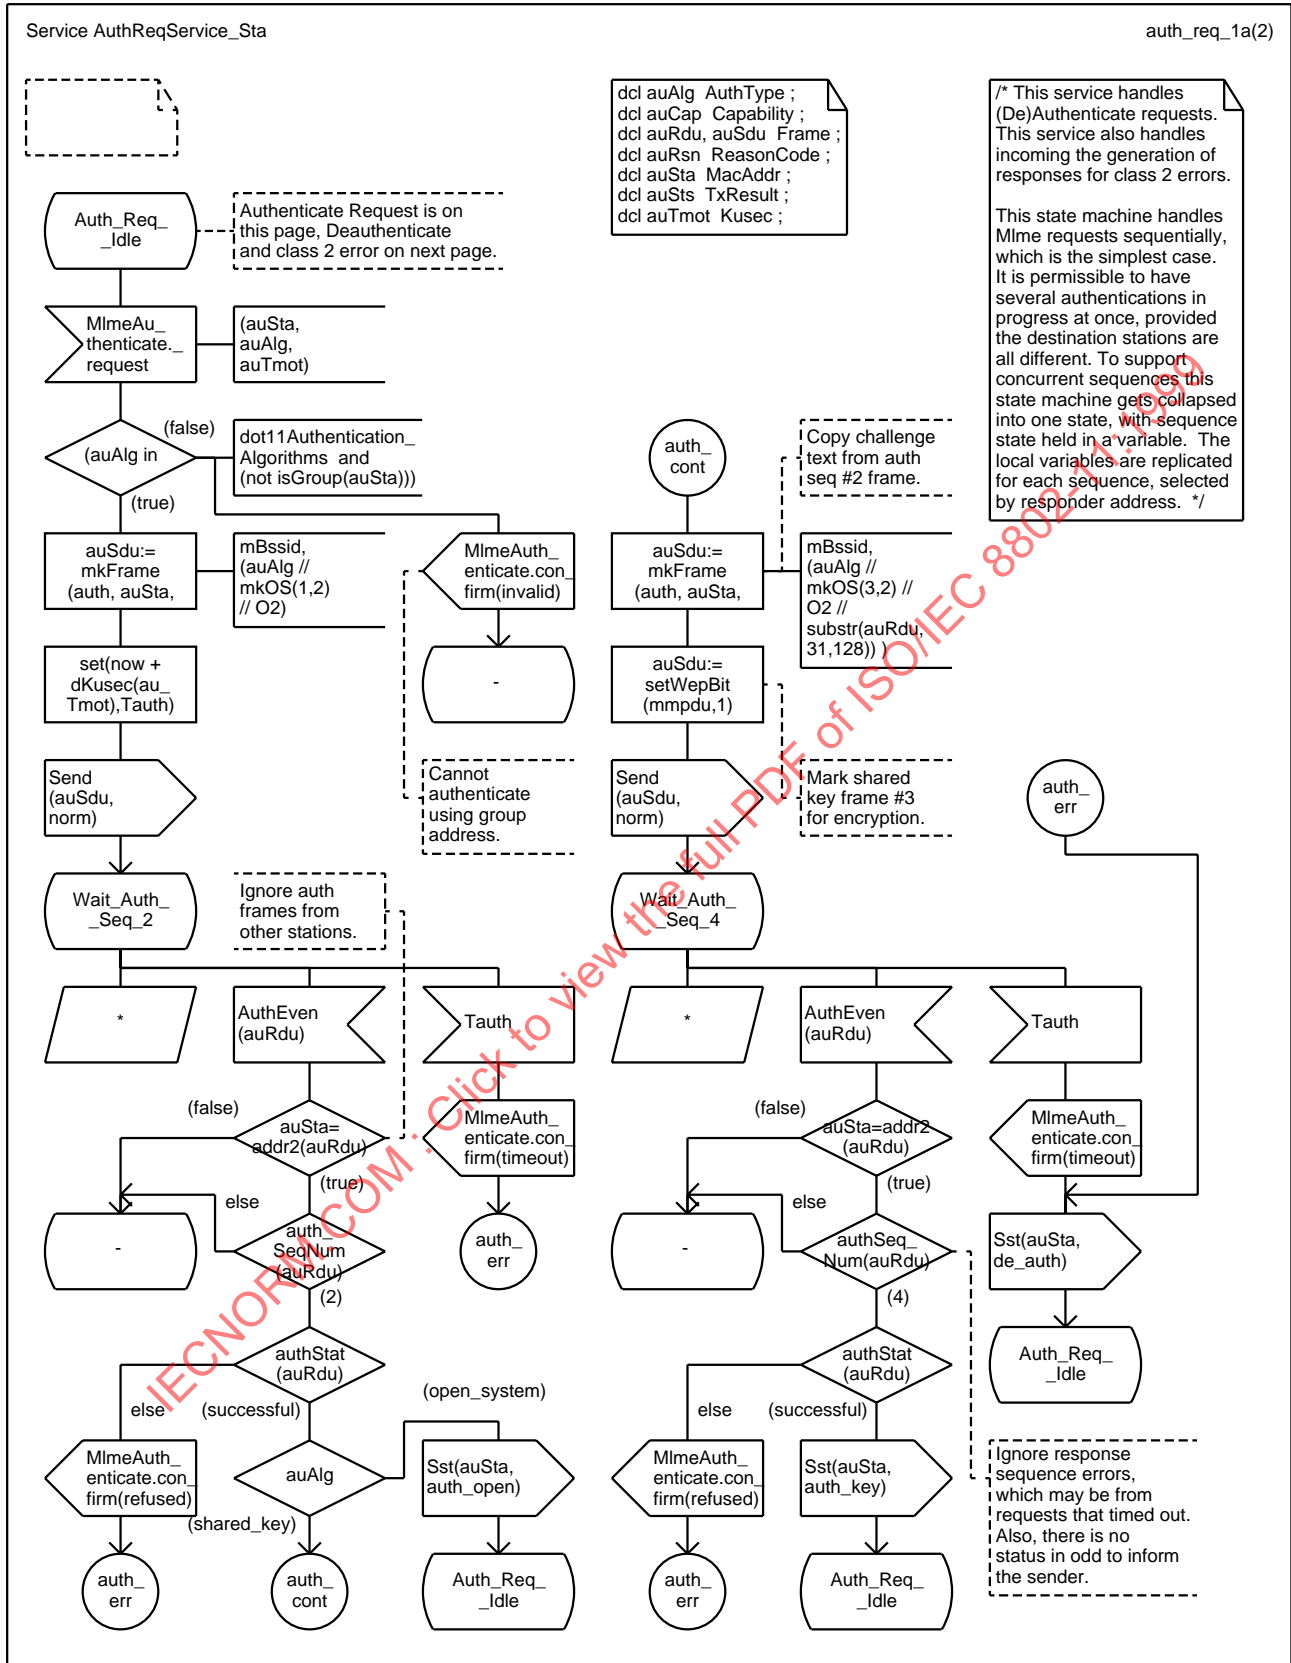 Service AuthReqService_Sta
auth_req_1a(2)
dcl auAlg AuthType ;
dcl auCap Capability ;
dcl auRdu, auSdu Frame ;
dcl auRsn ReasonCode ;
dcl auSta MacAddr ;
dcl auSts TxResult ;
dcl auTmot Kusec ;
/* This service handles
(De)Authenticate requests.
This service also handles
incoming the generation of
responses for class 2 errors.
This state machine handles
Mlme requests sequentially,
which is the simplest case.
It is permissible to have
several authentications in
progress at once, provided
the destination stations are
all different. To support
concurrent sequences this
state machine gets collapsed
into one state, with sequence
state held in a variable. The
local variables are replicated
for each sequence, selected
by responder address. */
Auth_Req_
_Idle
Authenticate Request is on
this page, Deauthenticate
and class 2 error on next page.
MlmeAu_
thenticate._
request
(auSta,
auAlg,
auTmot)
(auAlg in
(false)
dot11Authentication_
Algorithms and
(not isGroup(auSta)))
(true)
auSdu:=
mkFrame
(auth, auSta,
mBssid,
(auAlg //
mkOS(1,2)
// O2)
MlmeAuth_
enticate.con_
firm(invalid)
-
Cannot
authenticate
using group
address.
set(now +
dKusec(au_
Tmot),Tauth)
Send
(auSdu,
norm)
Wait_Auth_
_Seq_2
Ignore auth
frames from
other stations.
*
AuthEven
(auRdu)
Tauth
(false)
auSta=
addr2(auRdu)
(true)
MlmeAuth_
enticate.con_
firm(timeout)
else
-
auth_
SeqNum
(auRdu)
auth_
err
(2)
authStat
(auRdu)
else
(successful)
(open_system)
MlmeAuth_
enticate.con_
firm(refused)
auAlg
Sst(auSta,
auth_open)
(shared_key)
auth_
err
auth_
cont
Auth_Req_
_Idle
auth_
cont
Copy challenge
text from auth
seq #2 frame.
auSdu:=
mkFrame
(auth, auSta,
mBssid,
(auAlg //
mkOS(3,2) //
O2 //
substr(auRdu,
31,128)) )
auSdu:=
setWepBit
(mmpdu,1)
Send
(auSdu,
norm)
Mark shared
key frame #3
for encryption.
auth_
err
Wait_Auth_
_Seq_4
*
AuthEven
(auRdu)
Tauth
(false)
auSta=addr2
(auRdu)
(true)
MlmeAuth_
enticate.con_
firm(timeout)
else
-
authSeq_
Num(auRdu)
Sst(auSta,
de_auth)
(4)
authStat
(auRdu)
Auth_Req_
_Idle
else
(successful)
MlmeAuth_
enticate.con_
firm(refused)
Sst(auSta,
auth_key)
Ignore response
sequence errors,
which may be from
requests that timed out.
Also, there is no
status in odd to inform
the sender.
auth_
err
Auth_Req_
_Idle
IECNORM.COM : Click to view the full PDF of ISO/IEC 8802-11:1999